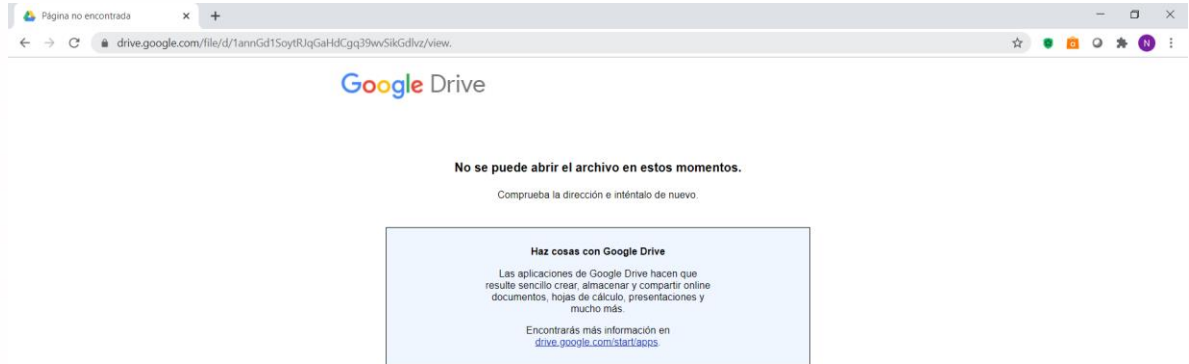 Página no encontrada
drive.google.com/file/d/1annGd1SoytRJqGaHdCgq39wvSikGdlvz/view.
N
Google Drive
No se puede abrir el archivo en estos momentos.
Comprueba la dirección e inténtalo de nuevo.
Haz cosas con Google Drive
Las aplicaciones de Google Drive hacen que
resulte sencillo crear, almacenar y compartir online
documentos, hojas de cálculo, presentaciones y
mucho más.
Encontrarás más información en
drive.google.com/start/apps.